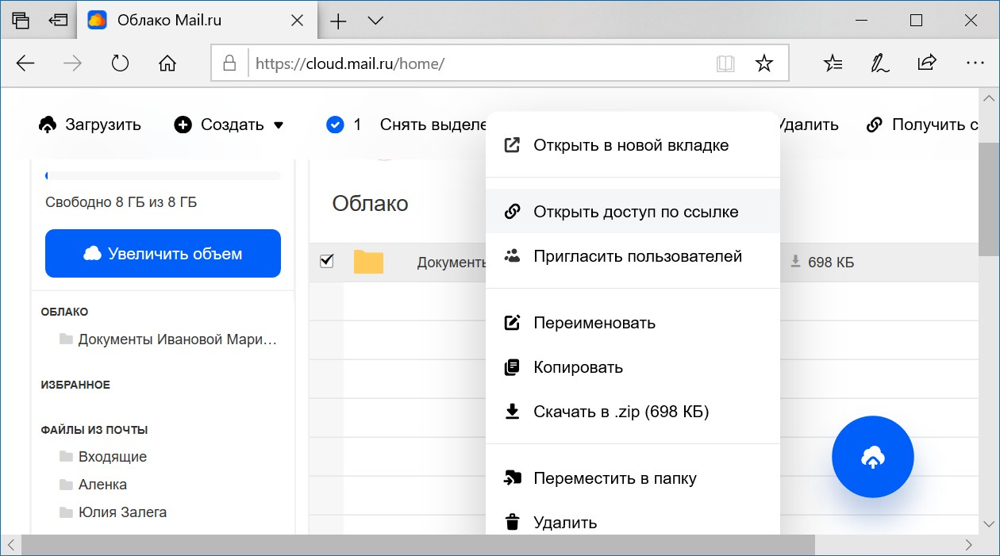 Облако Mail.ru
https://cloud.mail.ru/home/
Загрузить
Создать
1
Снять выделе
Удалить
Получить с
Свободно 8 ГБ из 8 ГБ
Увеличить объем
ОБЛАКО
Документы Ивановой Мари...
ИЗБРАННОЕ
ФАЙЛЫ ИЗ ПОЧТЫ
Входящие
Аленка
Юлия Залега
Облако
Документы
698 КБ
Открыть в новой вкладке
Открыть доступ по ссылке
Пригласить пользователей
Переименовать
Копировать
Скачать в .zip (698 КБ)
Переместить в папку
Удалить